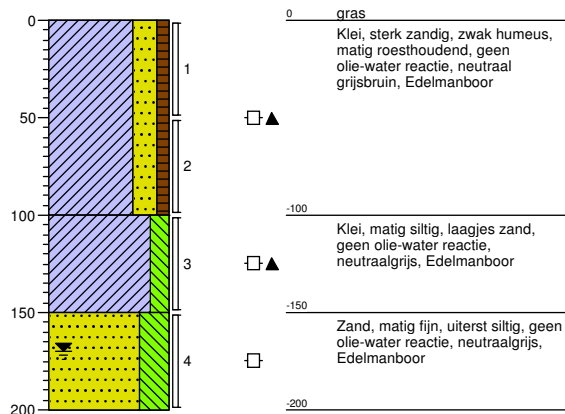 0
50
100
150
200
1
2
3
4
0
gras
Klei, sterk zandig, zwak humeus,
matig roesthoudend, geen
olie-water reactie, neutraal
grijsbruin, Edelmanboor
-100
Klei, matig siltig, laagjes zand,
geen olie-water reactie,
neutraalgrijs, Edelmanboor
-150
Zand, matig fijn, uiterst siltig, geen
olie-water reactie, neutraalgrijs,
Edelmanboor
-200